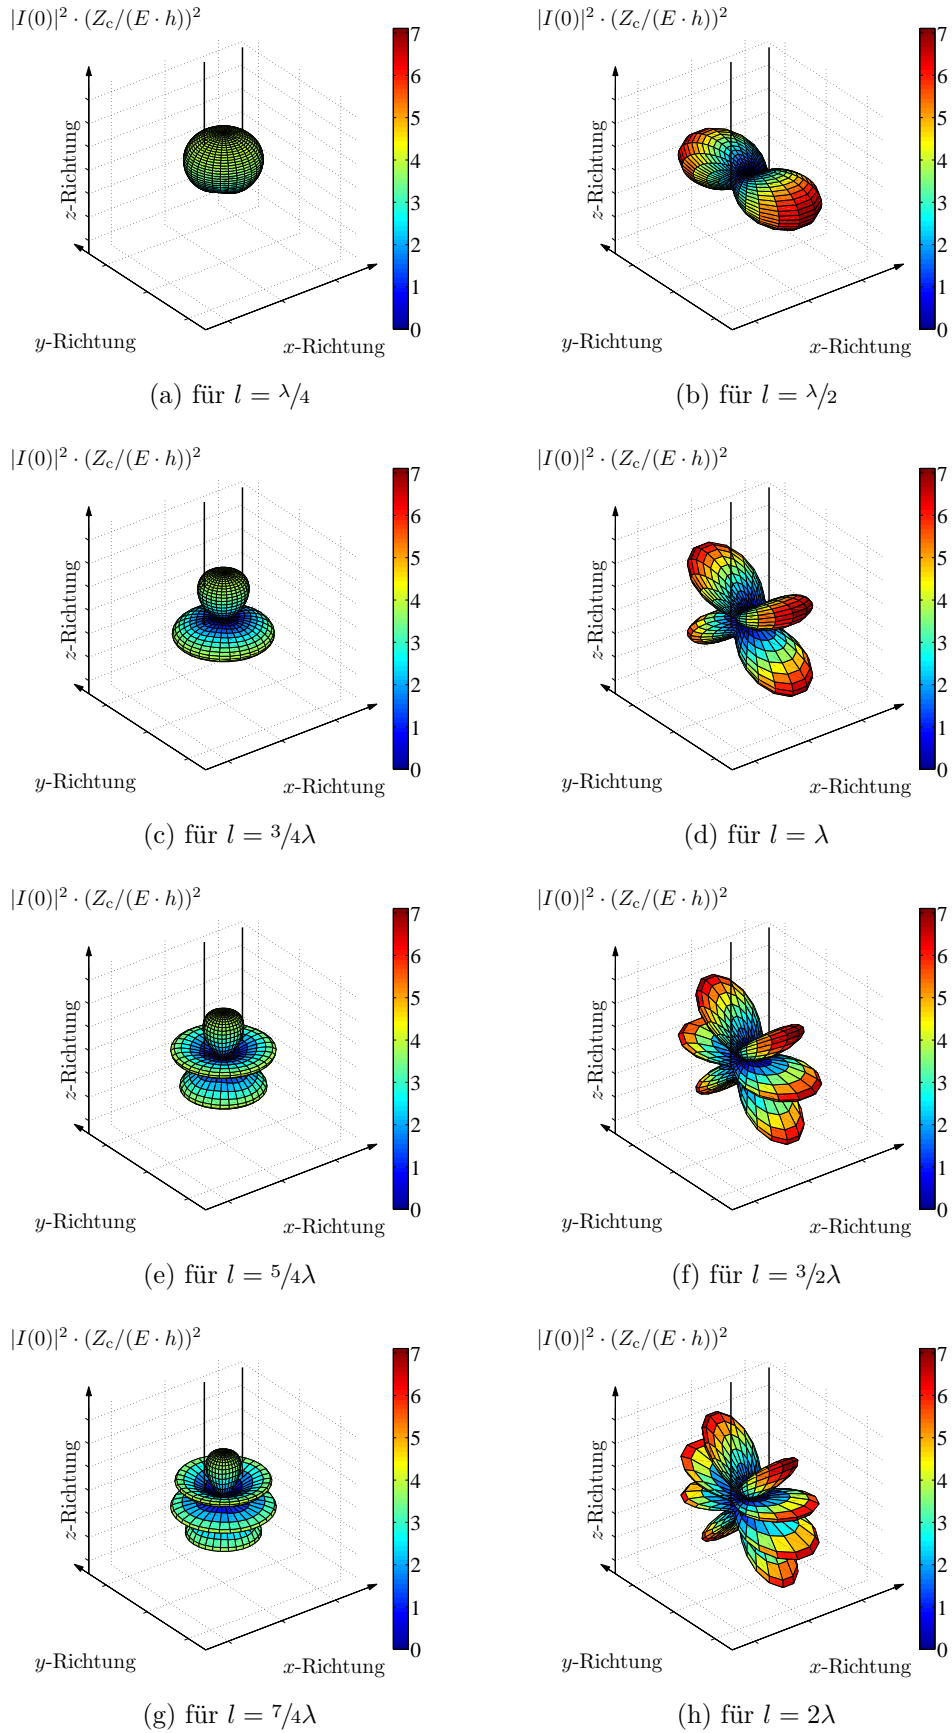 |I(0)|² · (Z_c/(E · h))²
|I(0)|² · (Z_c/(E · h))²
z-Richtung
y-Richtung
x-Richtung
7
6
5
4
3
2
1
0
z-Richtung
y-Richtung
x-Richtung
7
6
5
4
3
2
1
0
(a) für l = λ/4
(b) für l = λ/2
|I(0)|² · (Z_c/(E · h))²
|I(0)|² · (Z_c/(E · h))²
z-Richtung
y-Richtung
x-Richtung
7
6
5
4
3
2
1
0
z-Richtung
y-Richtung
x-Richtung
7
6
5
4
3
2
1
0
(c) für l = 3/4λ
(d) für l = λ
|I(0)|² · (Z_c/(E · h))²
|I(0)|² · (Z_c/(E · h))²
z-Richtung
y-Richtung
x-Richtung
7
6
5
4
3
2
1
0
z-Richtung
y-Richtung
x-Richtung
7
6
5
4
3
2
1
0
(e) für l = 5/4λ
(f) für l = 3/2λ
|I(0)|² · (Z_c/(E · h))²
|I(0)|² · (Z_c/(E · h))²
z-Richtung
y-Richtung
x-Richtung
7
6
5
4
3
2
1
0
z-Richtung
y-Richtung
x-Richtung
7
6
5
4
3
2
1
0
(g) für l = 7/4λ
(h) für l = 2λ